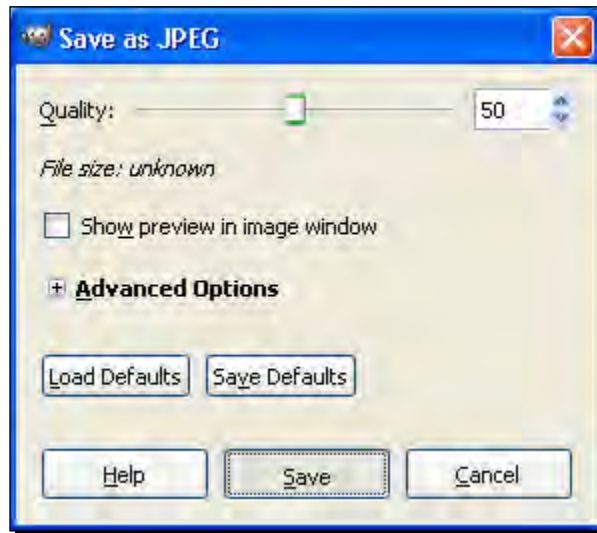 Save as JPEG
Quality: 50
File size: unknown
Show preview in image window
Advanced Options
Load Defaults Save Defaults
Help Save Cancel